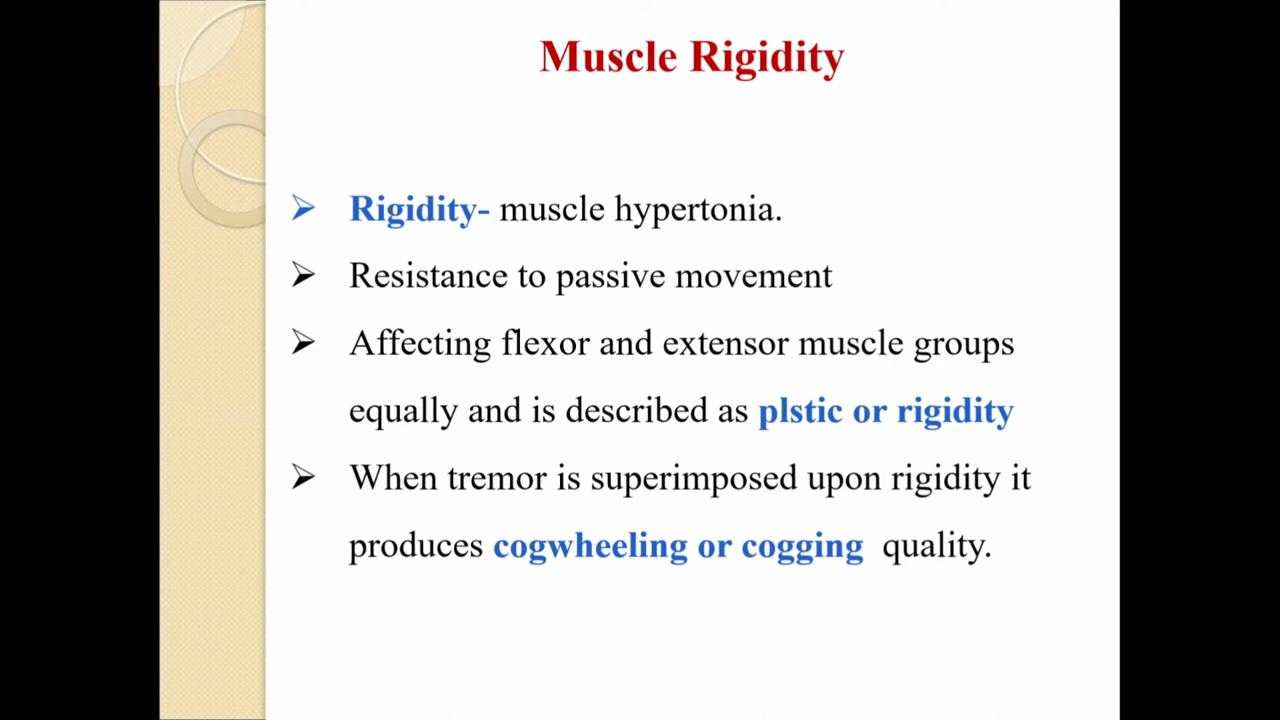 Muscle Rigidity
➢ Rigidity- muscle hypertonia.
➢ Resistance to passive movement
➢ Affecting flexor and extensor muscle groups
equally and is described as plstic or rigidity
➢ When tremor is superimposed upon rigidity it
produces cogwheeling or cogging quality.